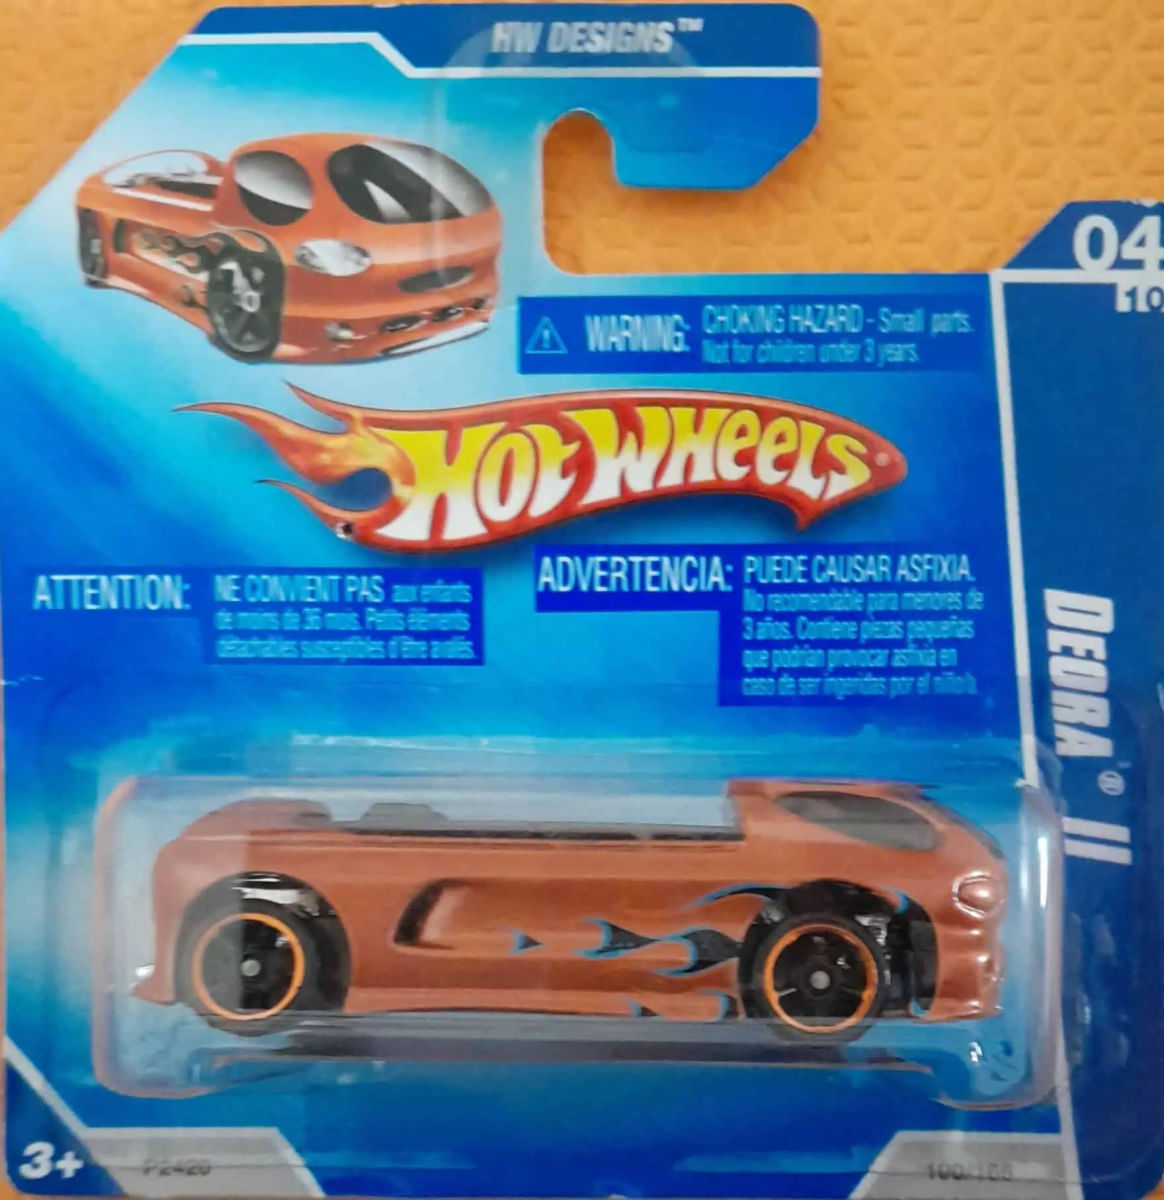 HW DESIGNS™
04
10
WARNING: CHOKING HAZARD - Small parts.
Not for children under 3 years.
HOT WHEELS®
ATTENTION: NE CONVIENT PAS aux enfants
de moins de 36 mois. Petits éléments
détachables susceptibles d'être avalés.
ADVERTENCIA: PUEDE CAUSAR ASFIXIA.
No recomendable para menores de
3 años. Contiene piezas pequeñas
que podrían provocar asfixia en
caso de ser ingeridas por el niño/a.
DEORA® II
3+